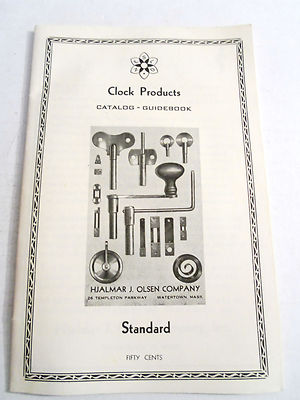 Clock Products
CATALOG - GUIDEBOOK
HJALMAR J. OLSEN COMPANY
26 TEMPLETON PARKWAY WATERTOWN MASS.
Standard
FIFTY CENTS